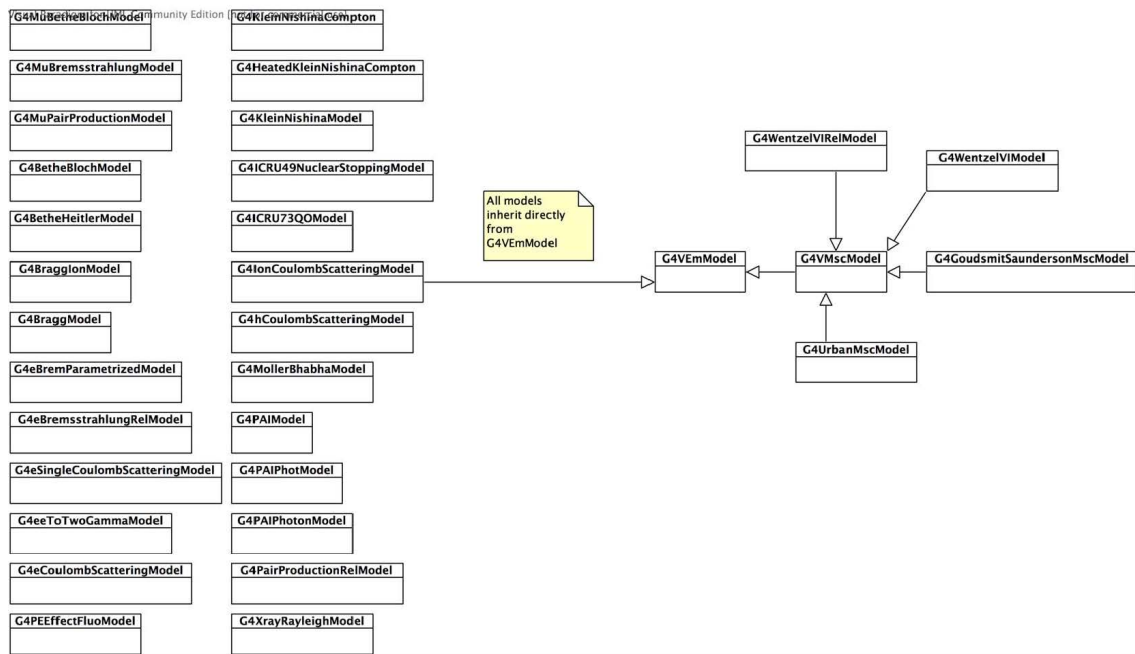 G4MuBetheBlochModel
G4MuBremsstrahlungModel
G4MuPairProductionModel
G4BetheBlochModel
G4BetheHeitlerModel
G4BraggIonModel
G4BraggModel
G4eBremParametrizedModel
G4eBremsstrahlungRelModel
G4eSingleCoulombScatteringModel
G4eeToTwoGammaModel
G4eCoulombScatteringModel
G4PEEffectFluoModel
Community Edition
G4KleinNishinaCompton
G4HeatedKleinNishinaCompton
G4KleinNishinaModel
G4ICRU49NuclearStoppingModel
G4ICRU73QOModel
G4IonCoulombScatteringModel
G4hCoulombScatteringModel
G4MollerBhabhaModel
G4PAIModel
G4PAIPhotModel
G4PAIPhotonModel
G4PairProductionRelModel
G4XrayRayleighModel
All models
inherit directly
from
G4VEmModel
G4VEmModel
G4WentzelVIRelModel
G4WentzelVIModel
G4VMscModel
G4GoudsmitSaundersonMscModel
G4UrbanMscModel